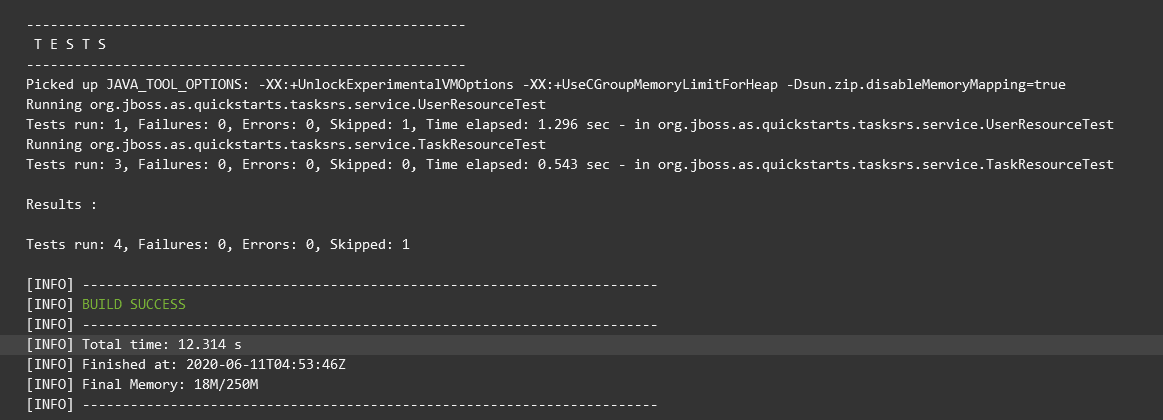 -------------------------------------------------------
T E S T S
-------------------------------------------------------
Picked up JAVA_TOOL_OPTIONS: -XX:+UnlockExperimentalVMOptions -XX:+UseCGroupMemoryLimitForHeap -Dsun.zip.disableMemoryMapping=true
Running org.jboss.as.quickstarts.tasksrs.service.UserResourceTest
Tests run: 1, Failures: 0, Errors: 0, Skipped: 1, Time elapsed: 1.296 sec - in org.jboss.as.quickstarts.tasksrs.service.UserResourceTest
Running org.jboss.as.quickstarts.tasksrs.service.TaskResourceTest
Tests run: 3, Failures: 0, Errors: 0, Skipped: 0, Time elapsed: 0.543 sec - in org.jboss.as.quickstarts.tasksrs.service.TaskResourceTest
Results :
Tests run: 4, Failures: 0, Errors: 0, Skipped: 1
[INFO] ------------------------------------------------------------------------
[INFO] BUILD SUCCESS
[INFO] ------------------------------------------------------------------------
[INFO] Total time: 12.314 s
[INFO] Finished at: 2020-06-11T04:53:46Z
[INFO] Final Memory: 18M/250M
[INFO] ------------------------------------------------------------------------